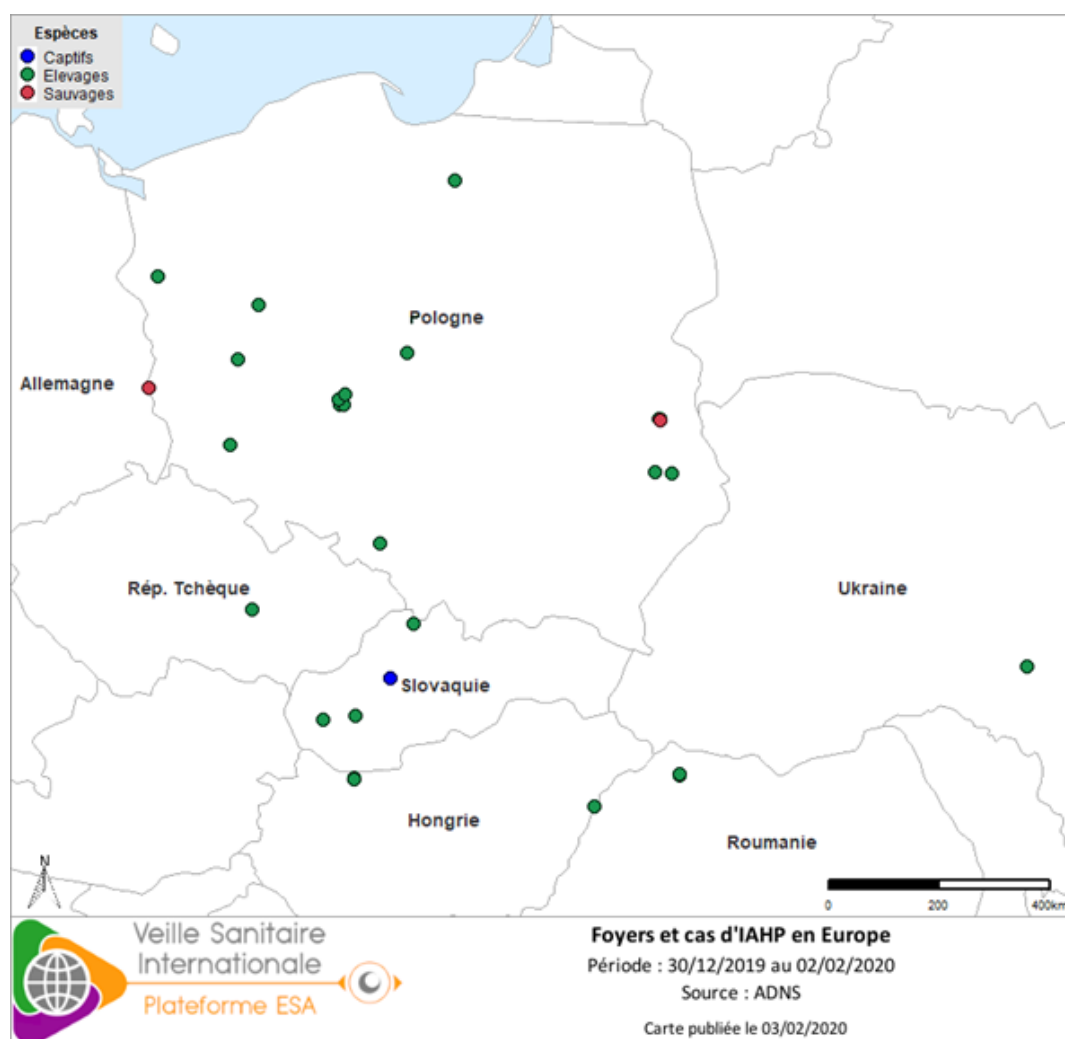 Espèces
Captifs
Elevages
Sauvages
Pologne
Allemagne
Rép. Tchèque
Ukraine
Slovaquie
Hongrie
Roumanie
N
0 200 400km
Veille Sanitaire
Internationale
Plateforme ESA
Foyers et cas d'IAHP en Europe
Période : 30/12/2019 au 02/02/2020
Source : ADNS
Carte publiée le 03/02/2020